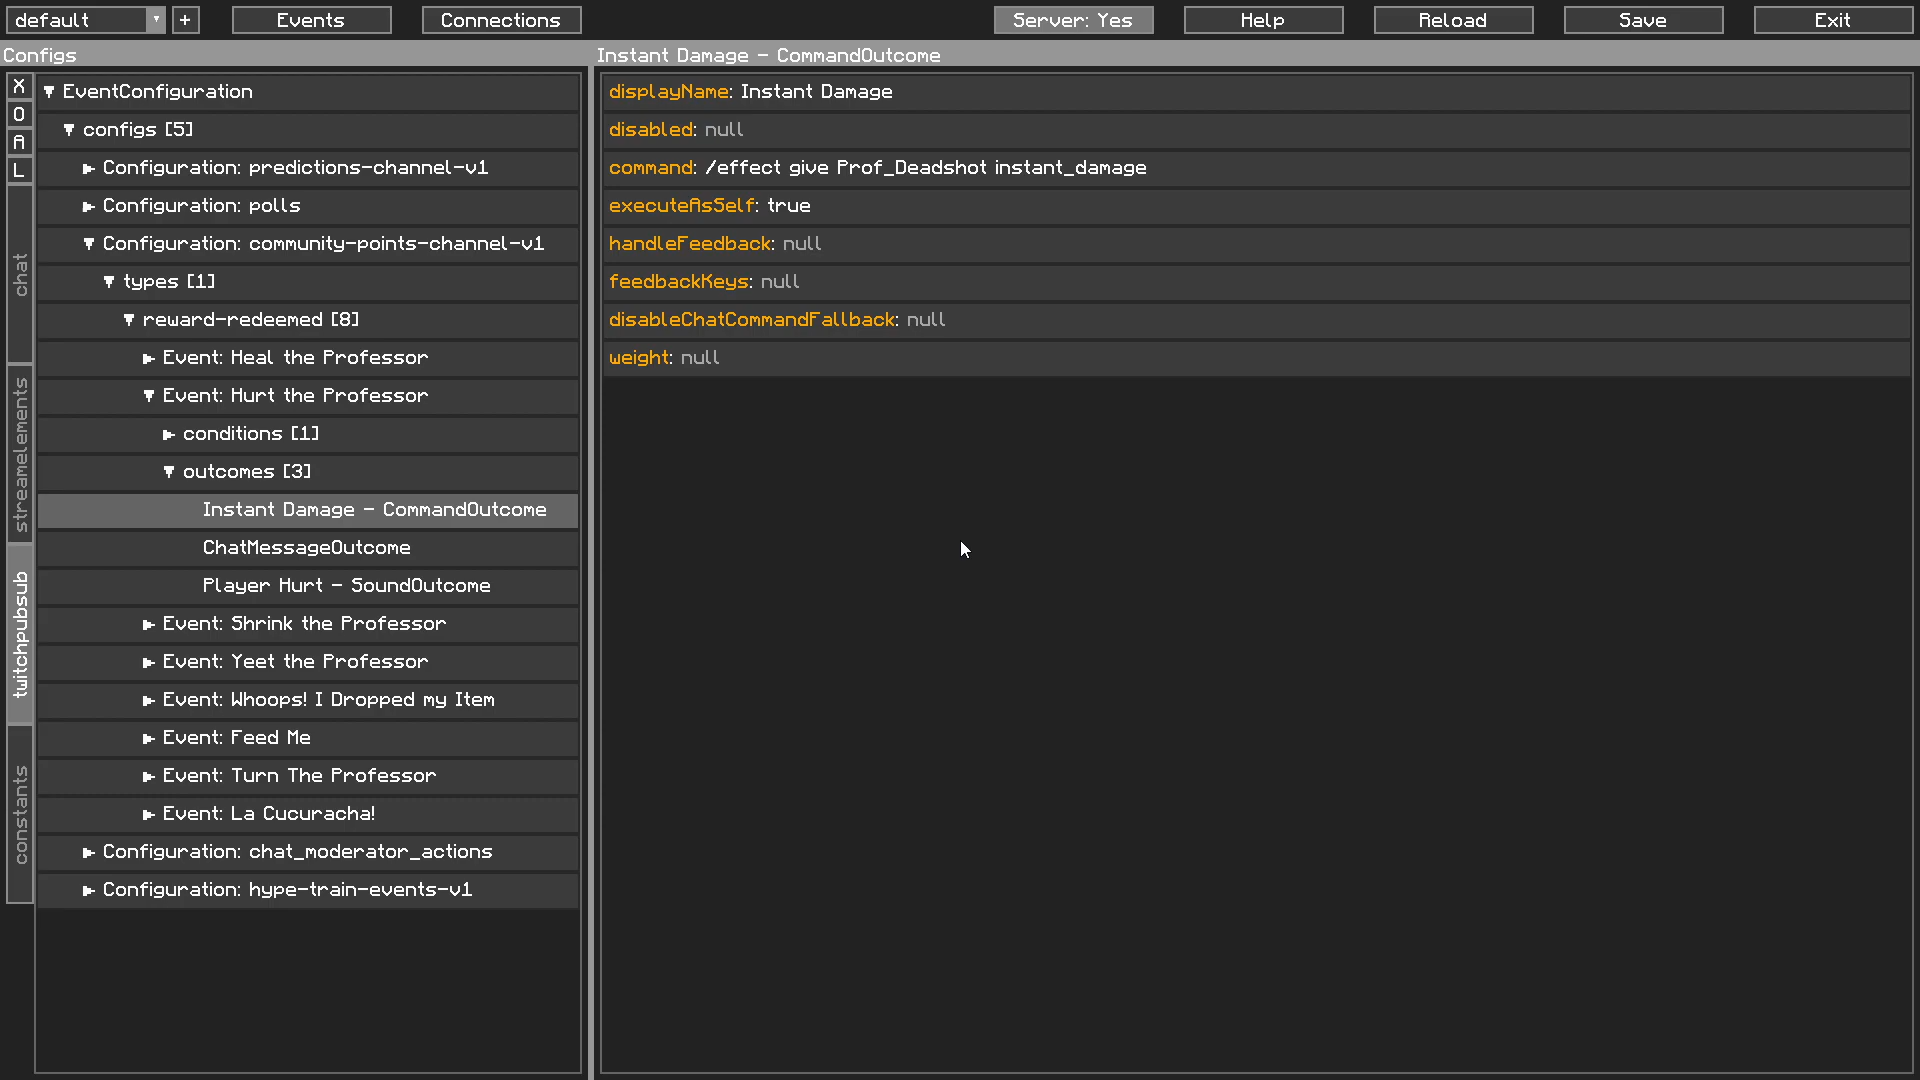 default
+
Events
Connections
Server: Yes
Help
Reload
Save
Exit
Configs
X
O
A
L
chat
streamelements
twitchpubsub
constants
EventConfiguration
configs [5]
Configuration: predictions-channel-v1
Configuration: polls
Configuration: community-points-channel-v1
types [1]
reward-redeemed [8]
Event: Heal the Professor
Event: Hurt the Professor
conditions [1]
outcomes [3]
Instant Damage - CommandOutcome
ChatMessageOutcome
Player Hurt - SoundOutcome
Event: Shrink the Professor
Event: Yeet the Professor
Event: Whoops! I Dropped my Item
Event: Feed Me
Event: Turn The Professor
Event: La Cucuracha!
Configuration: chat_moderator_actions
Configuration: hype-train-events-v1
Instant Damage - CommandOutcome
displayName: Instant Damage
disabled: null
command: /effect give Prof_Deadshot instant_damage
executeAsSelf: true
handleFeedback: null
feedbackKeys: null
disableChatCommandFallback: null
weight: null